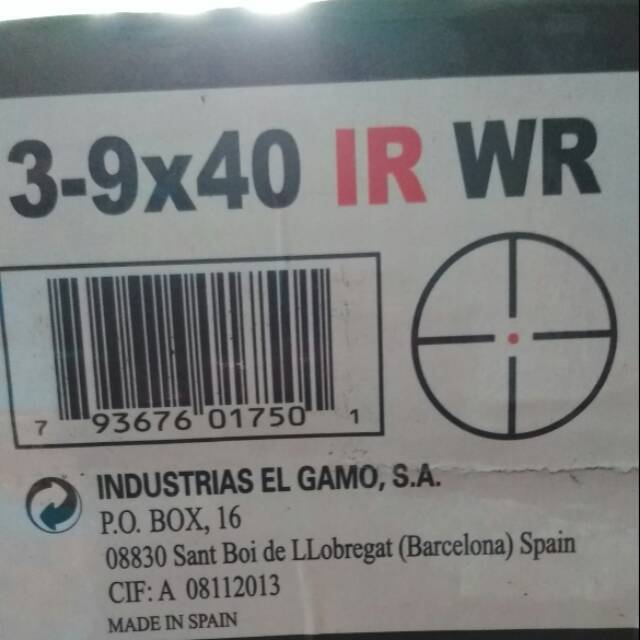 3-9x40 IR WR
7 93676 01750 1
INDUSTRIAS EL GAMO, S.A.
P.O. BOX, 16
08830 Sant Boi de LLobregat (Barcelona) Spain
CIF: A 08112013
MADE IN SPAIN